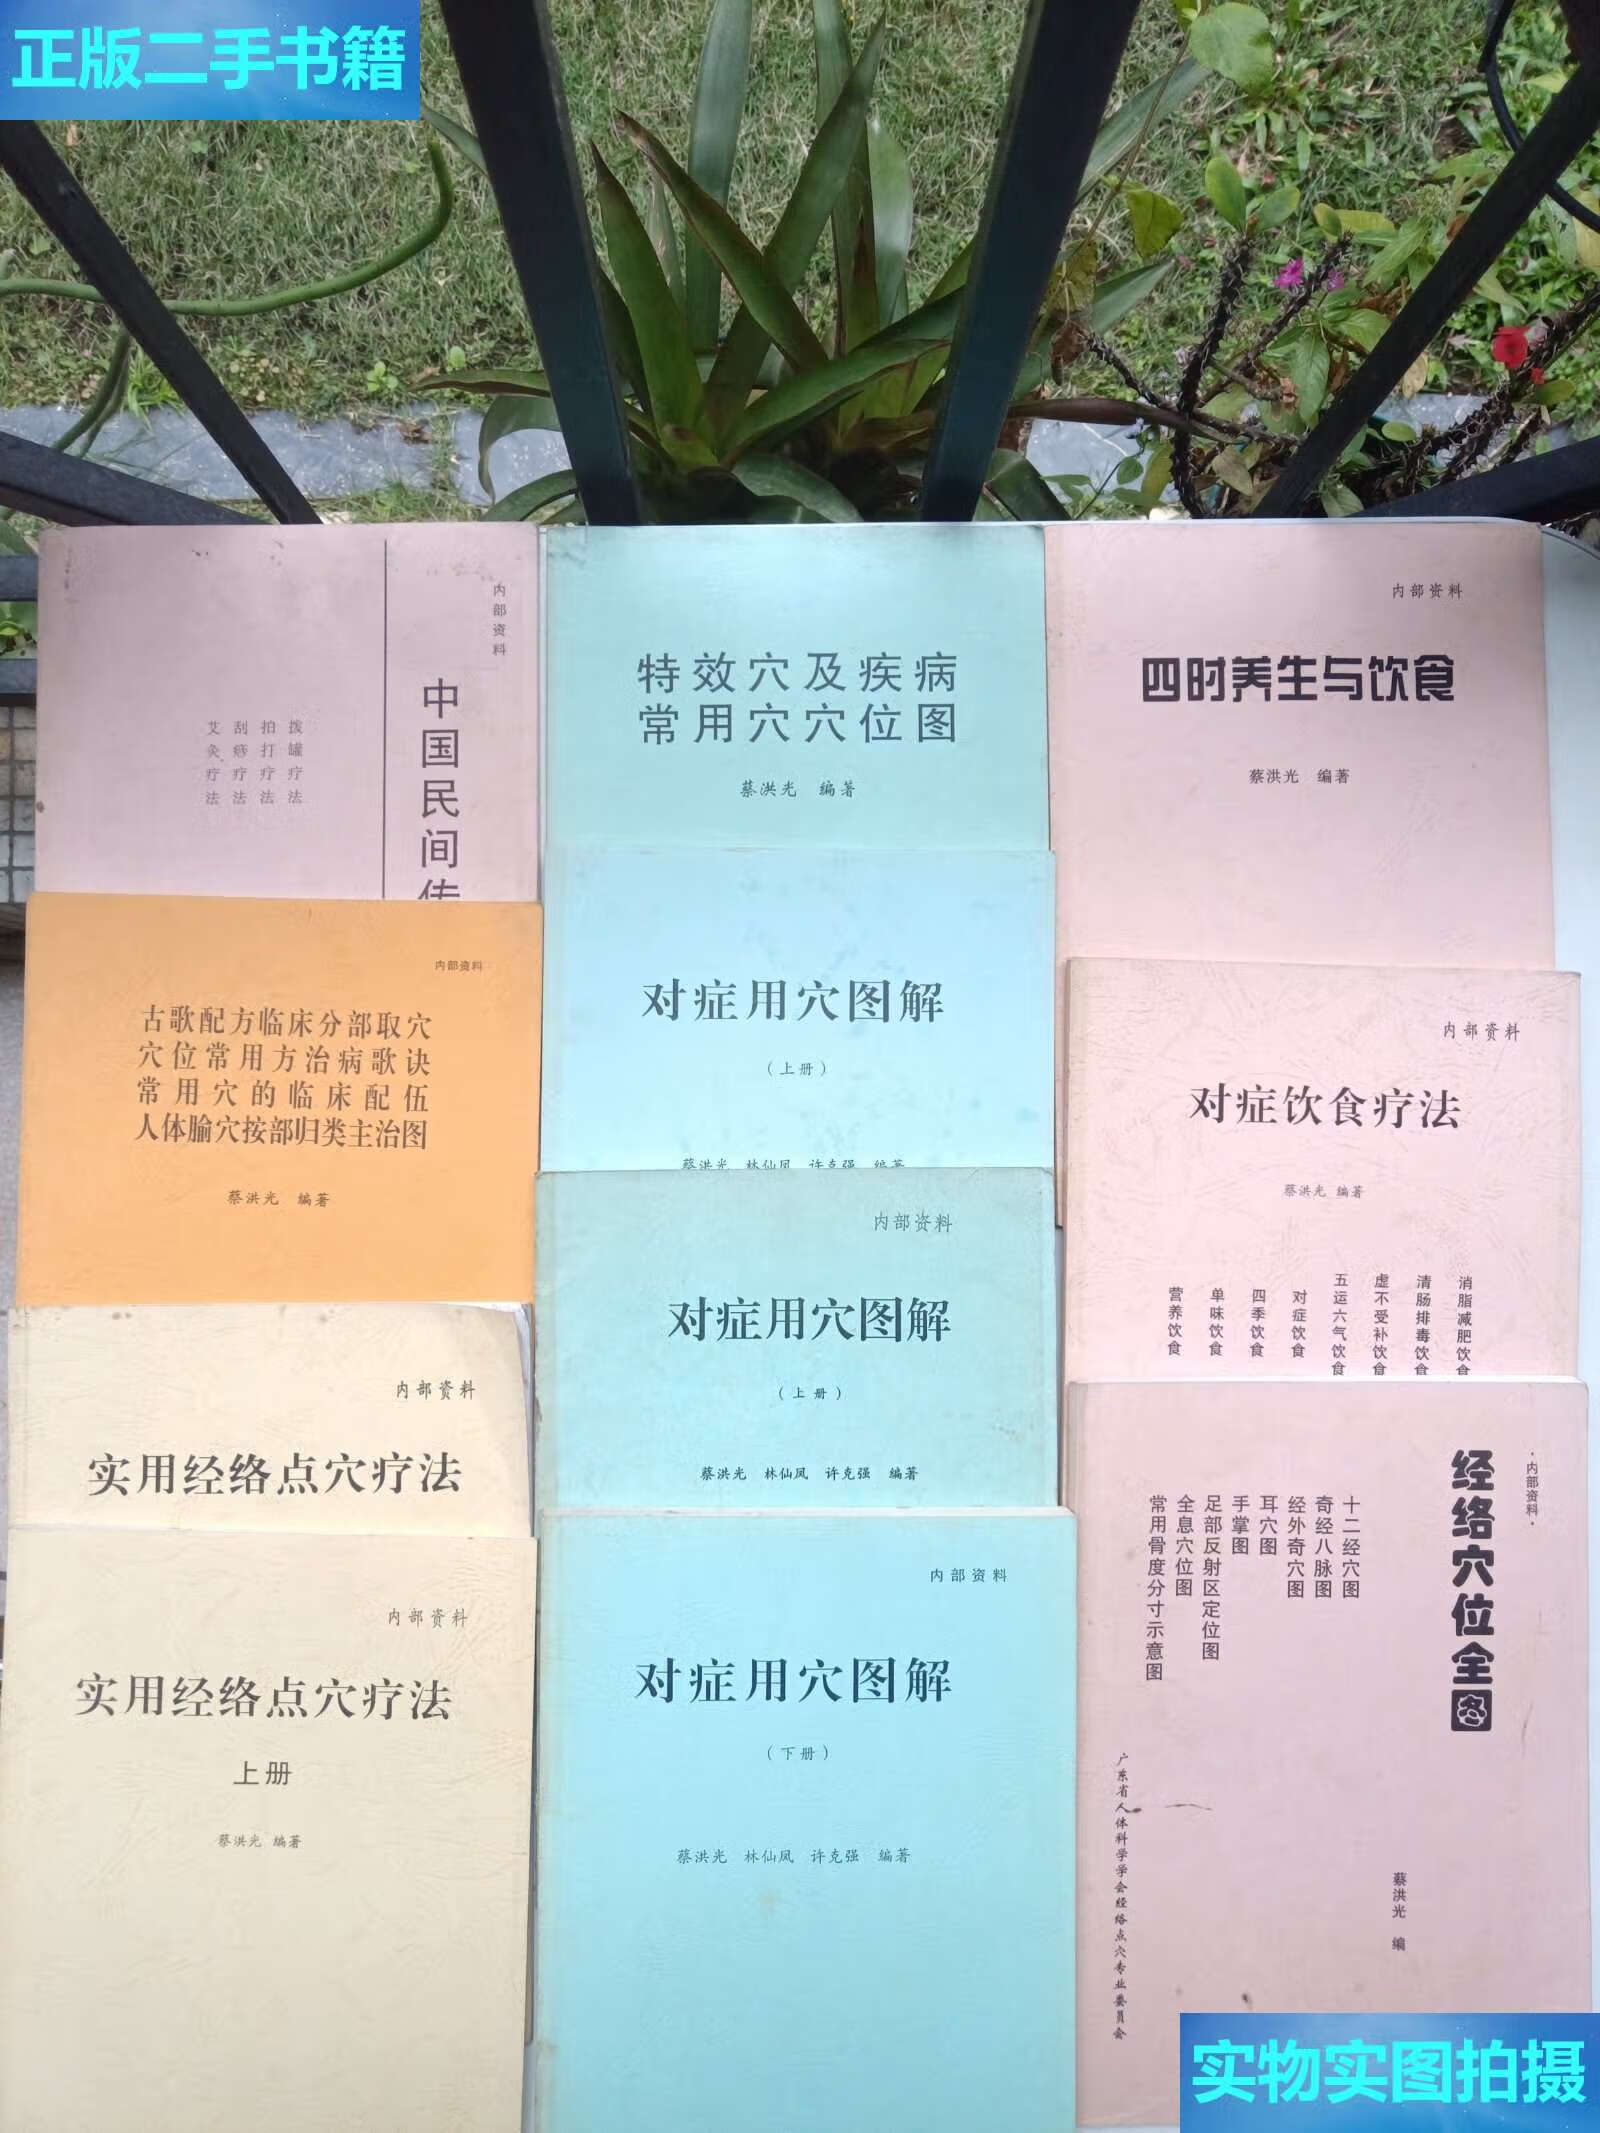 正版二手书籍
内部资料
中国民间传
拨罐疗法
拍打疗法
刮痧疗法
艾灸疗法
特效穴及疾病
常用穴穴位图
蔡洪光 编著
内部资料
四时养生与饮食
蔡洪光 编著
内部资料
古歌配方临床分部取穴
穴位常用方治病歌诀
常用穴的临床配伍
人体腧穴按部归类主治图
蔡洪光 编著
对症用穴图解
(上册)
蔡洪光 林仙凤 许克强 编著
内部资料
对症饮食疗法
蔡洪光 编著
消脂减肥饮食
清肠排毒饮食
虚不受补饮食
五运六气饮食
对症饮食
四季饮食
单味饮食
营养饮食
内部资料
对症用穴图解
(上册)
蔡洪光 林仙凤 许克强 编著
内部资料
实用经络点穴疗法
内部资料
实用经络点穴疗法
上册
蔡洪光 编著
内部资料
对症用穴图解
(下册)
蔡洪光 林仙凤 许克强 编著
·内部资料·
经络穴位全图
蔡洪光 编
十二经穴图
奇经八脉图
经外奇穴图
耳穴图
手掌图
足部反射区定位图
全息穴位图
常用骨度分寸示意图
广东省人体科学学会经络点穴专业委员会
实物实图拍摄